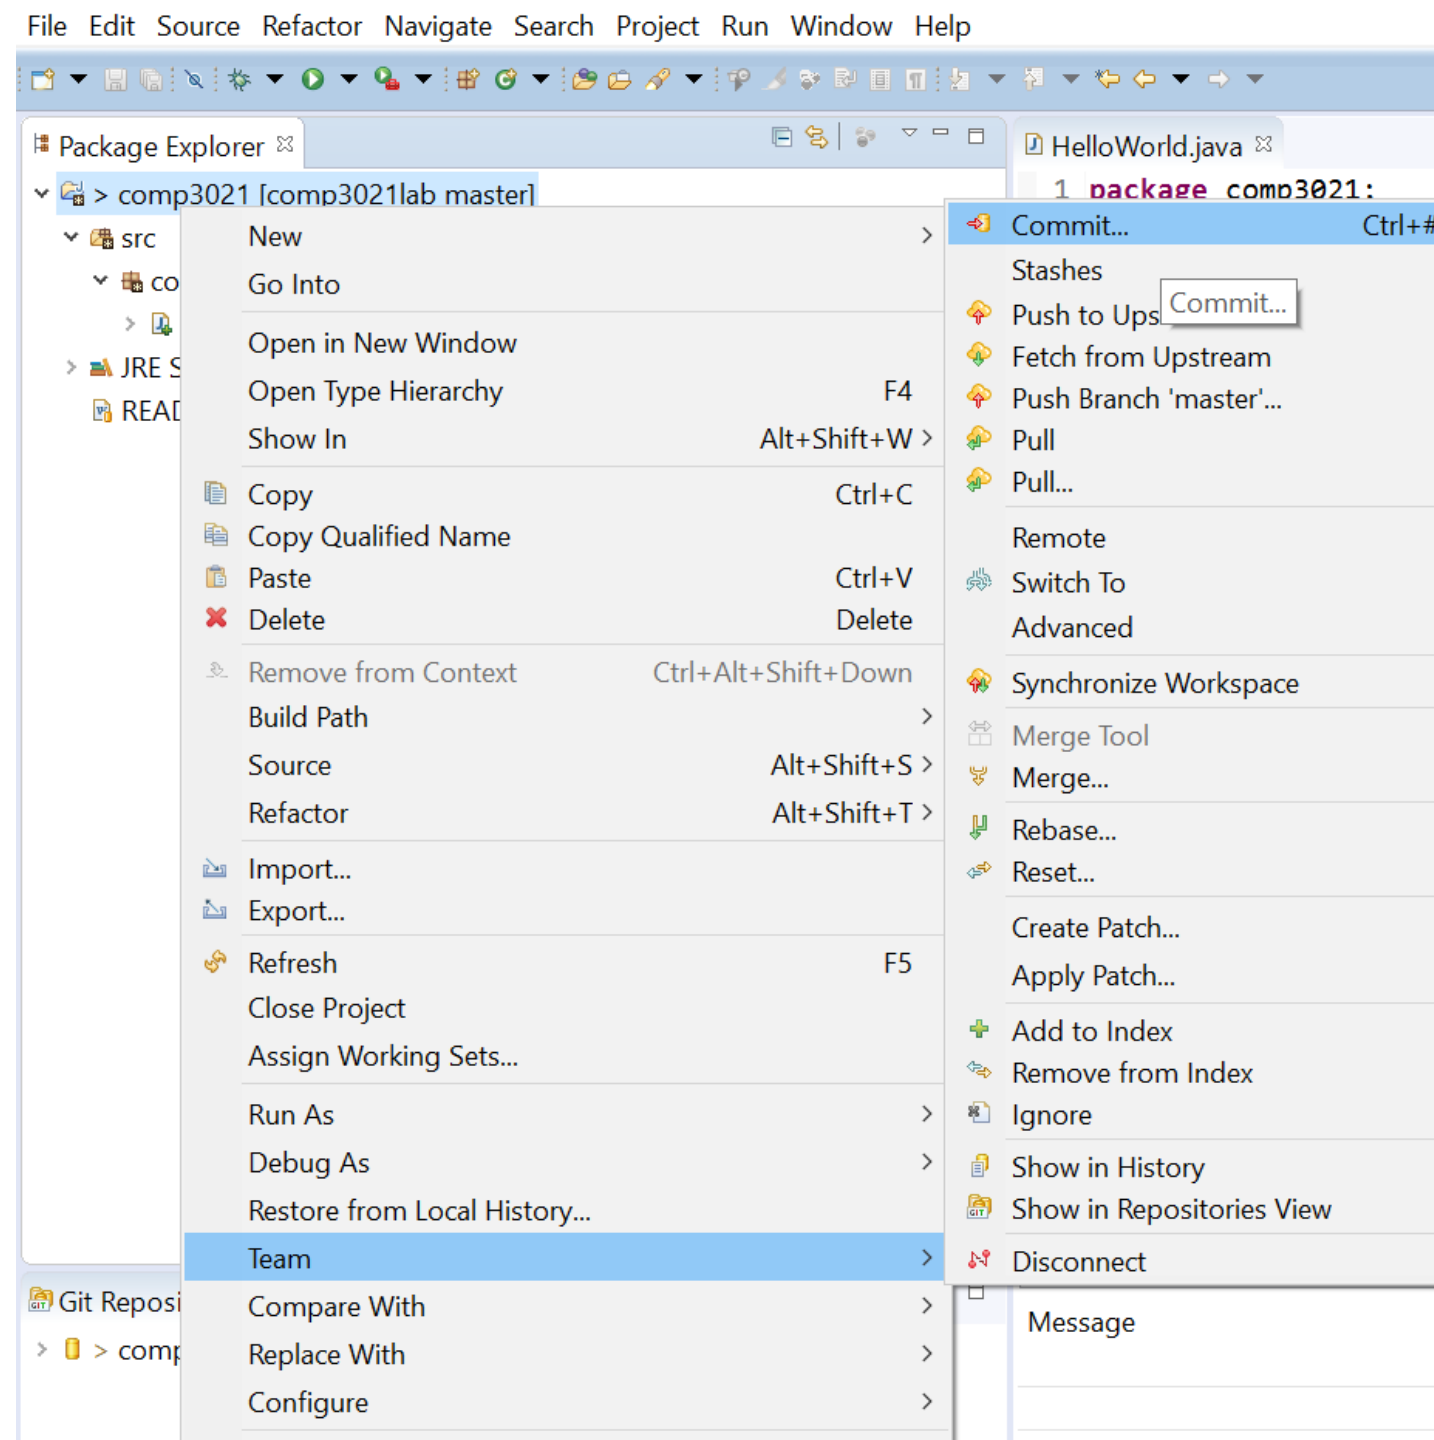 File Edit Source Refactor Navigate Search Project Run Window Help
Package Explorer
> comp3021 [comp3021lab master]
src
co
JRE S
READ
New
Go Into
Open in New Window
Open Type Hierarchy F4
Show In Alt+Shift+W >
Copy Ctrl+C
Copy Qualified Name
Paste Ctrl+V
Delete Delete
Remove from Context Ctrl+Alt+Shift+Down
Build Path
Source Alt+Shift+S >
Refactor Alt+Shift+T >
Import...
Export...
Refresh F5
Close Project
Assign Working Sets...
Run As
Debug As
Restore from Local History...
Team
Compare With
Replace With
Configure
HelloWorld.java
1 package comp3021;
Commit... Ctrl+#
Stashes
Commit...
Push to Ups
Fetch from Upstream
Push Branch 'master'...
Pull
Pull...
Remote
Switch To
Advanced
Synchronize Workspace
Merge Tool
Merge...
Rebase...
Reset...
Create Patch...
Apply Patch...
Add to Index
Remove from Index
Ignore
Show in History
Show in Repositories View
Disconnect
Git Reposi
> comp
Message